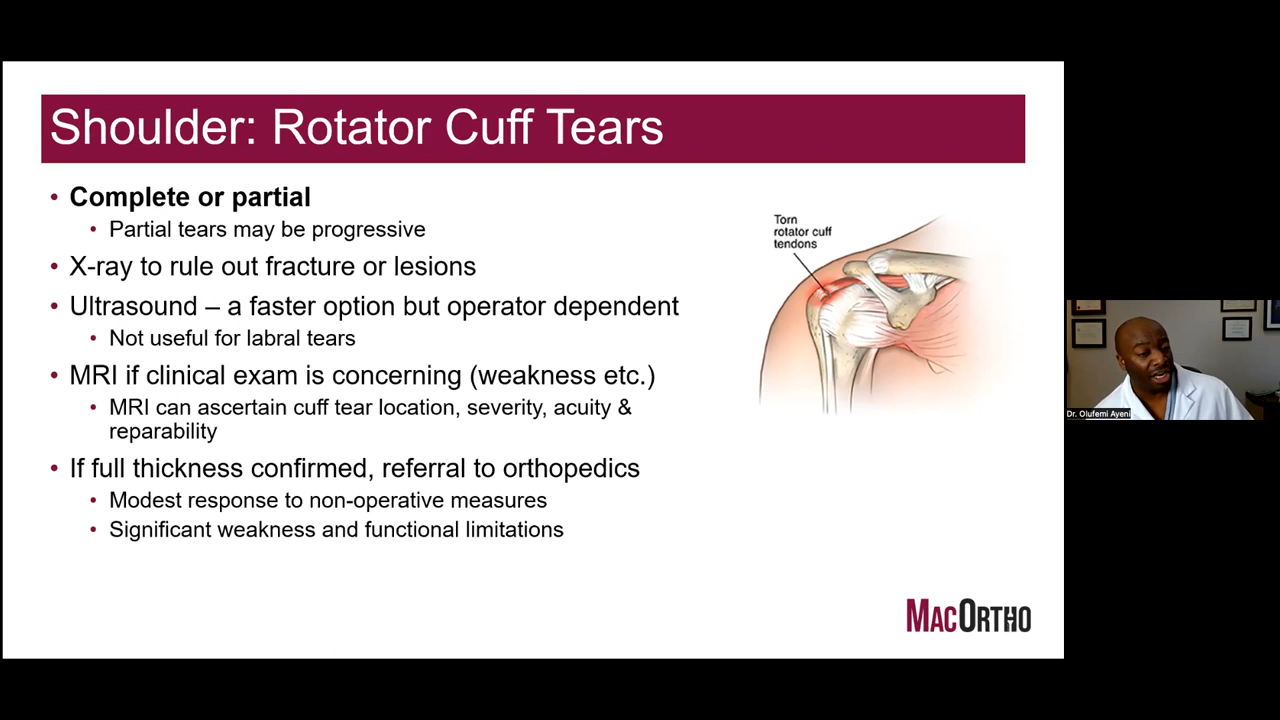 Shoulder: Rotator Cuff Tears
• Complete or partial
• Partial tears may be progressive
• X-ray to rule out fracture or lesions
• Ultrasound – a faster option but operator dependent
• Not useful for labral tears
• MRI if clinical exam is concerning (weakness etc.)
• MRI can ascertain cuff tear location, severity, acuity &
reparability
• If full thickness confirmed, referral to orthopedics
• Modest response to non-operative measures
• Significant weakness and functional limitations
Torn
rotator cuff
tendons
MACORTHO
Dr. Olufemi Ayeni